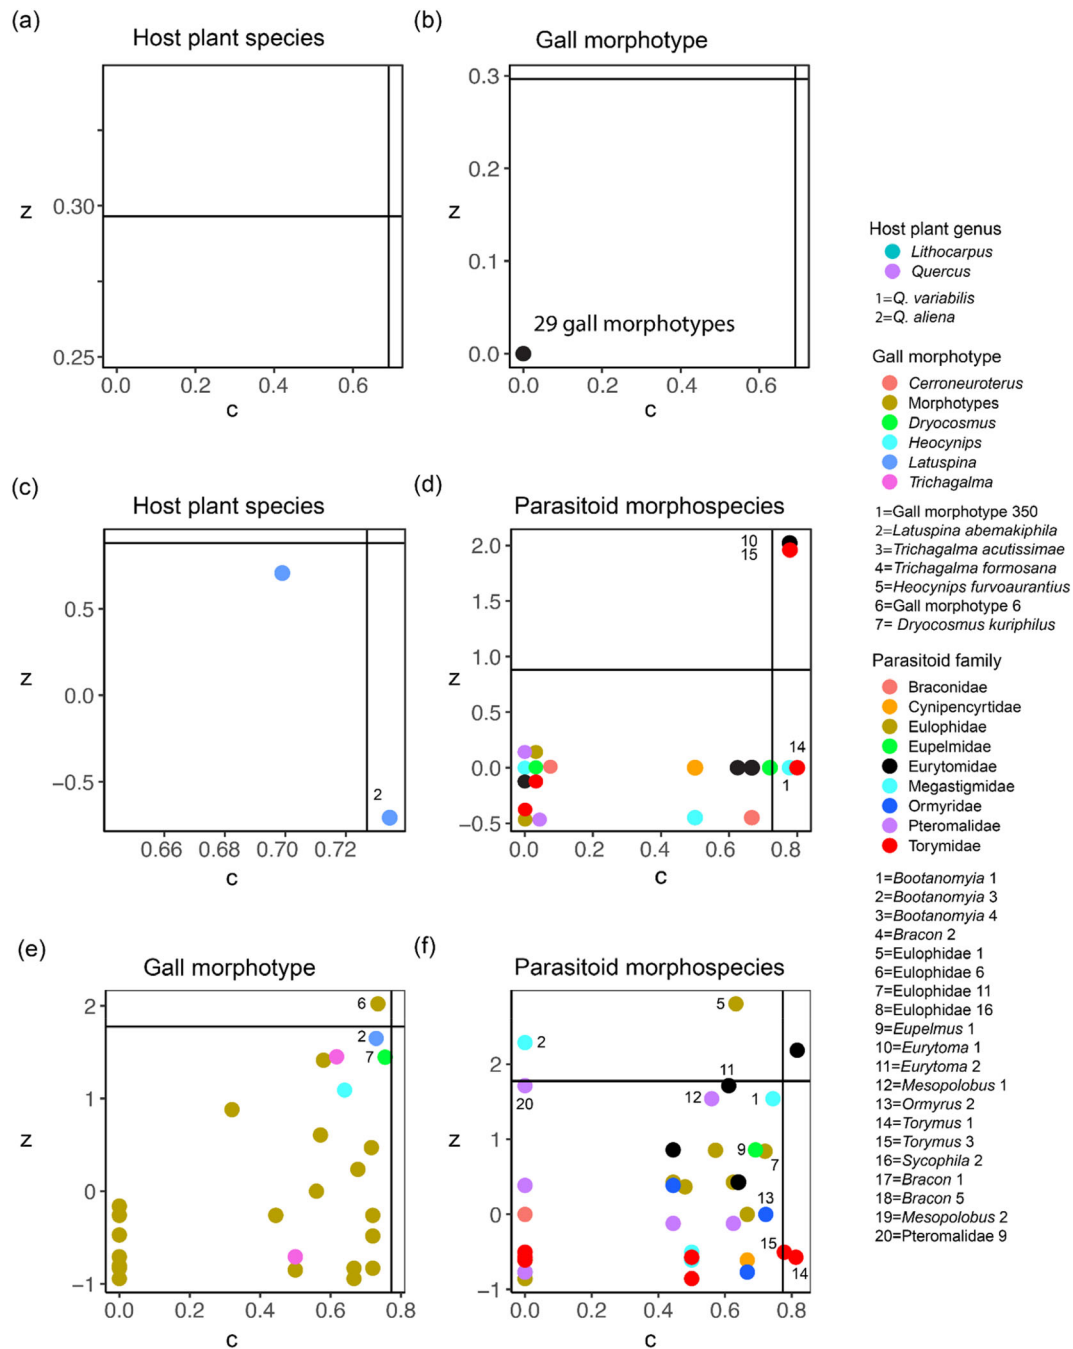 (a)
Host plant species
z
0.30
0.25
0.0 0.2 0.4 0.6
c
(b)
Gall morphotype
z
0.3
0.2
0.1
0.0
29 gall morphotypes
0.0 0.2 0.4 0.6
c
(c)
Host plant species
z
0.5
0.0
−0.5
2
0.66 0.68 0.70 0.72
c
(d)
Parasitoid morphospecies
z
2.0
1.5
1.0
0.5
0.0
−0.5
10
15
14
1
0.0 0.2 0.4 0.6 0.8
c
(e)
Gall morphotype
z
2
1
0
−1
6
2
7
0.0 0.2 0.4 0.6 0.8
c
(f)
Parasitoid morphospecies
z
2
1
0
−1
5
2
11
20
12
1
9
7
13
15
14
0.0 0.2 0.4 0.6 0.8
c
Host plant genus
Lithocarpus
Quercus
1=Q. variabilis
2=Q. aliena
Gall morphotype
Cerroneuroterus
Morphotypes
Dryocosmus
Heocynips
Latuspina
Trichagalma
1=Gall morphotype 350
2=Latuspina abemakiphila
3=Trichagalma acutissimae
4=Trichagalma formosana
5=Heocynips furvoaurantius
6=Gall morphotype 6
7= Dryocosmus kuriphilus
Parasitoid family
Braconidae
Cynipencyrtidae
Eulophidae
Eupelmidae
Eurytomidae
Megastigmidae
Ormyridae
Pteromalidae
Torymidae
1=Bootanomyia 1
2=Bootanomyia 3
3=Bootanomyia 4
4=Bracon 2
5=Eulophidae 1
6=Eulophidae 6
7=Eulophidae 11
8=Eulophidae 16
9=Eupelmus 1
10=Eurytoma 1
11=Eurytoma 2
12=Mesopolobus 1
13=Ormyrus 2
14=Torymus 1
15=Torymus 3
16=Sycophila 2
17=Bracon 1
18=Bracon 5
19=Mesopolobus 2
20=Pteromalidae 9